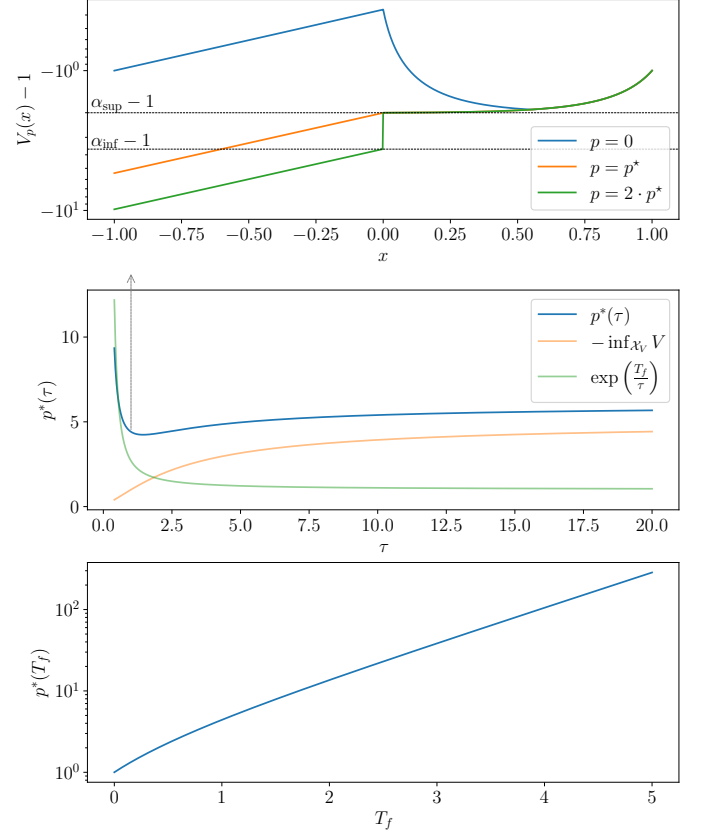 V_p(x) − 1
−10^0
−10^1
α_sup − 1
α_inf − 1
p = 0
p = p^⋆
p = 2 · p^⋆
−1.00 −0.75 −0.50 −0.25 0.00 0.25 0.50 0.75 1.00
x
p*(τ)
10
5
0
p*(τ)
− inf_{𝒳_V} V
exp(T_f/τ)
0.0 2.5 5.0 7.5 10.0 12.5 15.0 17.5 20.0
τ
p*(T_f)
10^2
10^1
10^0
0 1 2 3 4 5
T_f